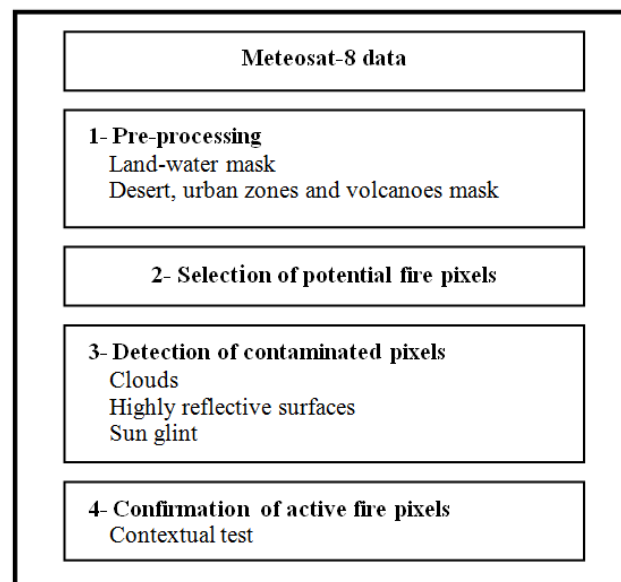 Meteosat-8 data
1- Pre-processing
Land-water mask
Desert, urban zones and volcanoes mask
2- Selection of potential fire pixels
3- Detection of contaminated pixels
Clouds
Highly reflective surfaces
Sun glint
4- Confirmation of active fire pixels
Contextual test